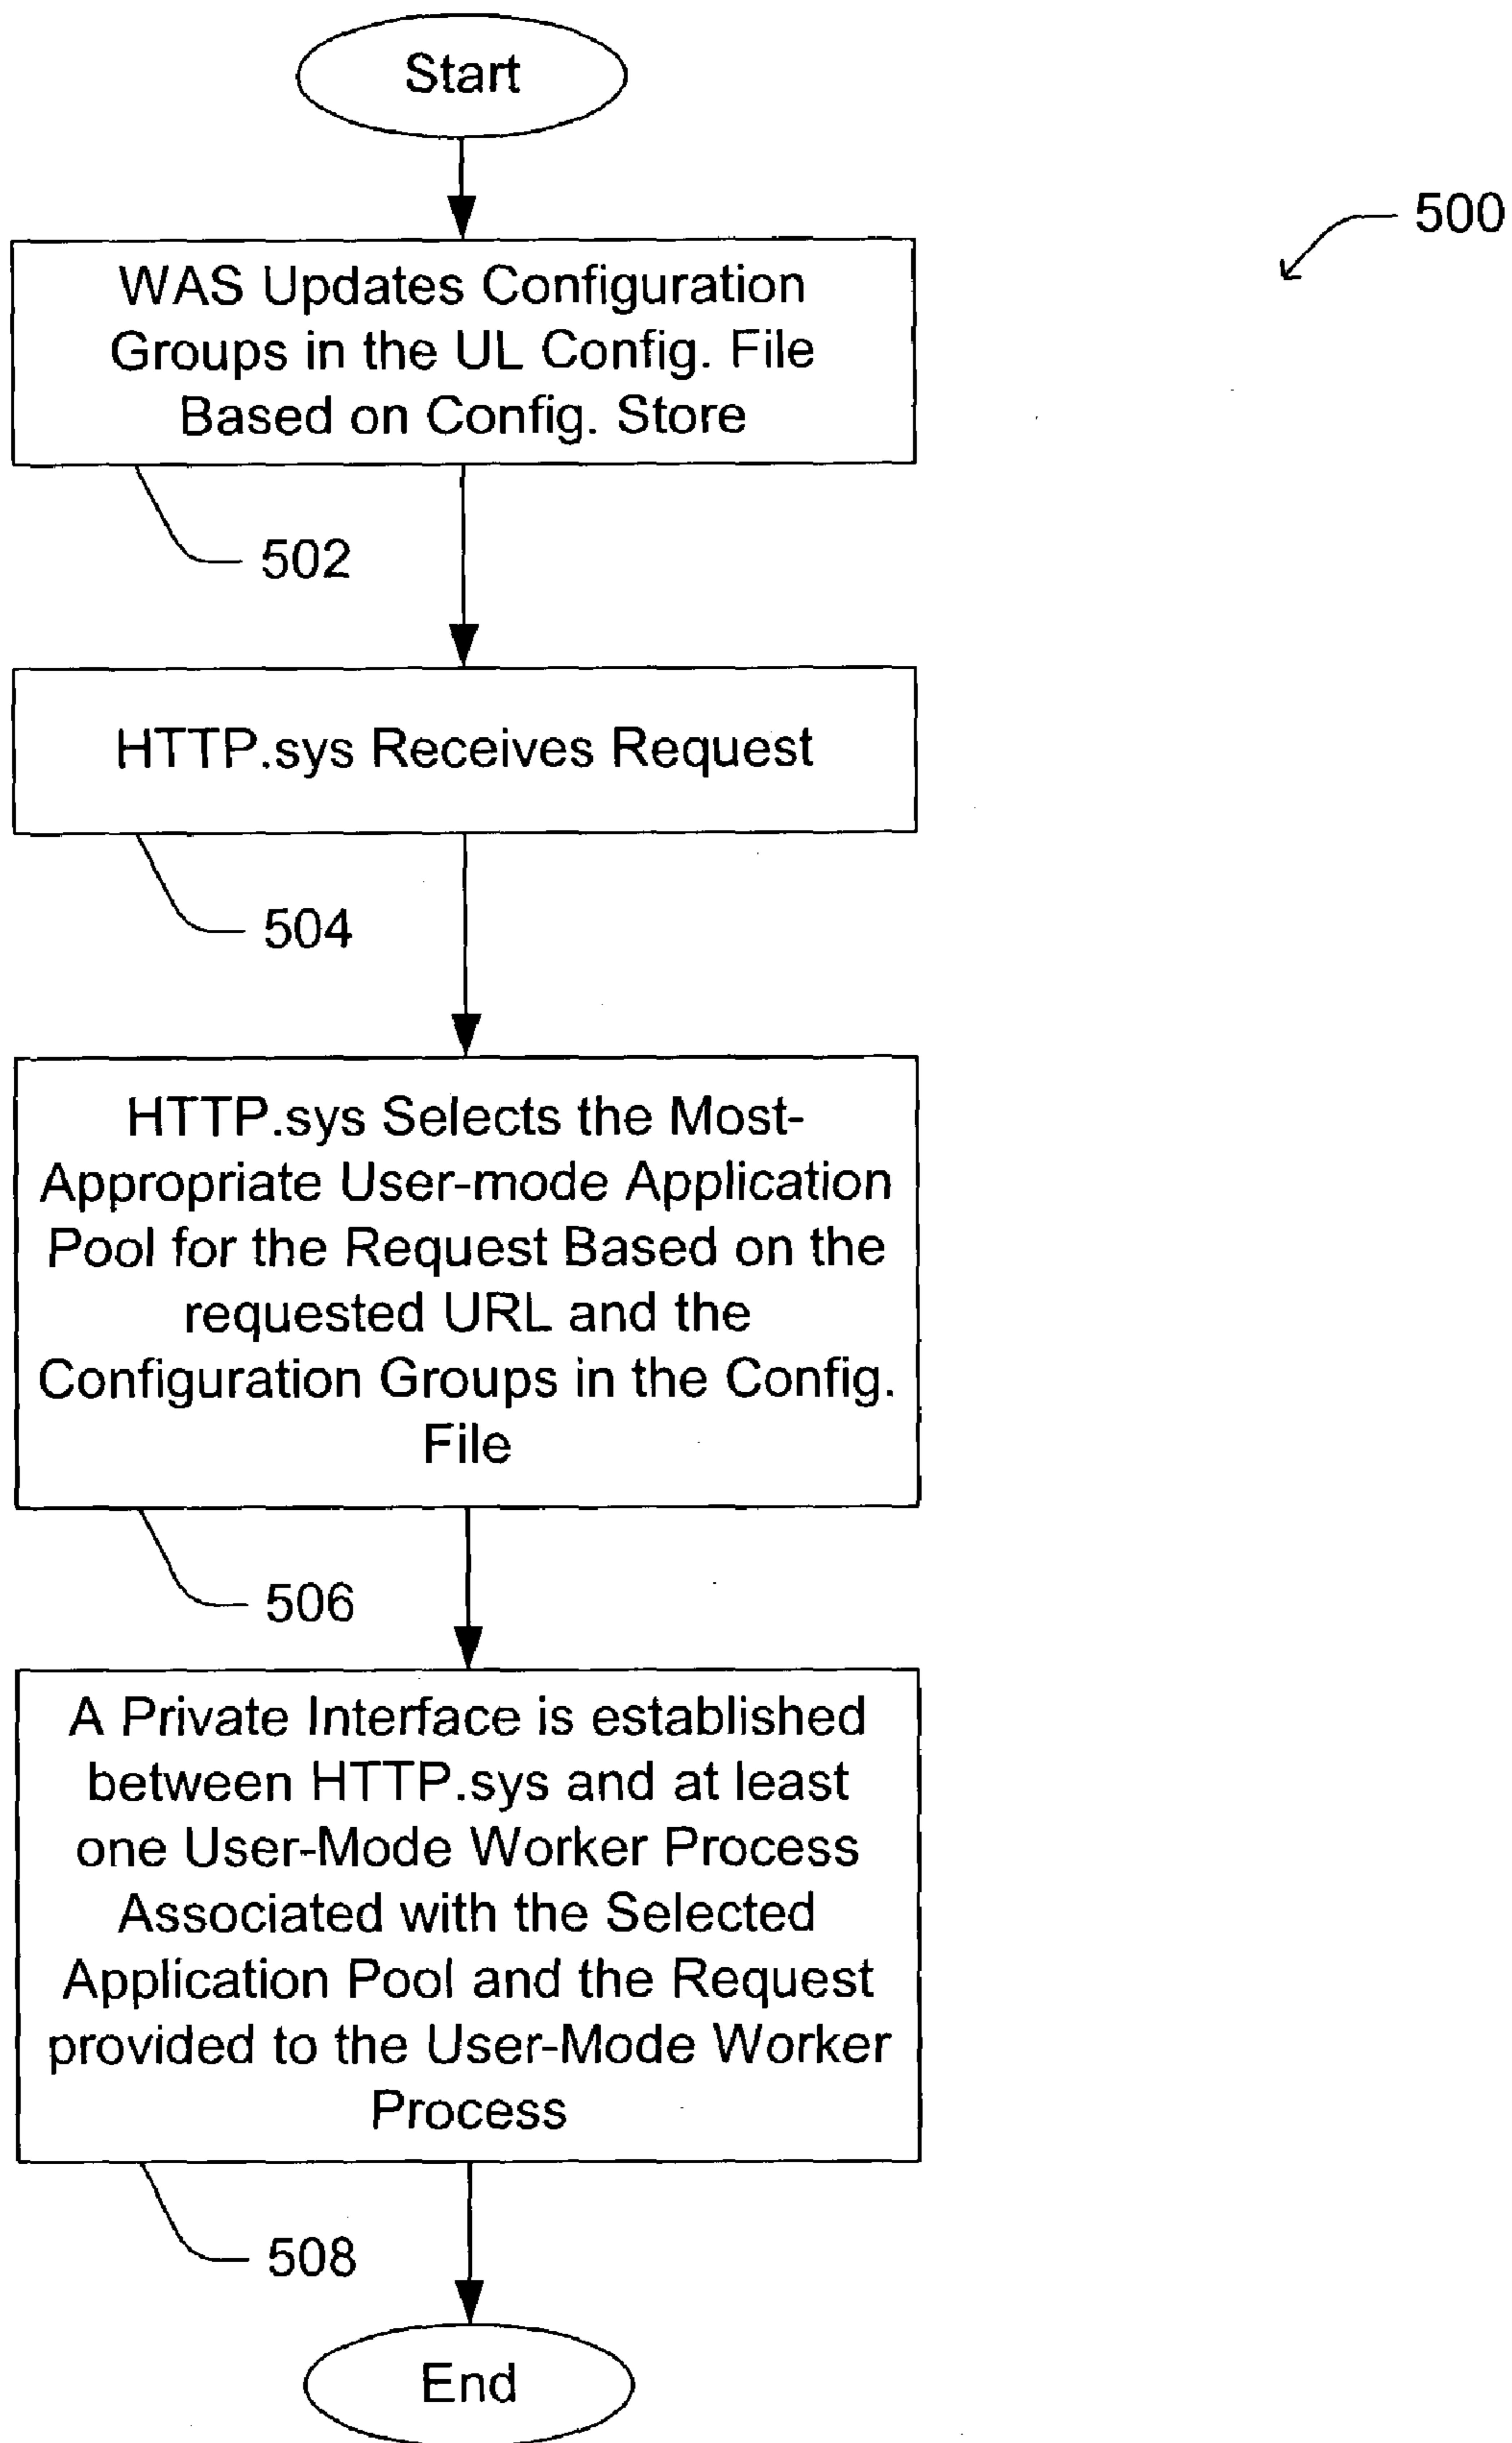 Start
500
WAS Updates Configuration
Groups in the UL Config. File
Based on Config. Store
502
HTTP.sys Receives Request
504
HTTP.sys Selects the Most-
Appropriate User-mode Application
Pool for the Request Based on the
requested URL and the
Configuration Groups in the Config.
File
506
A Private Interface is established
between HTTP.sys and at least
one User-Mode Worker Process
Associated with the Selected
Application Pool and the Request
provided to the User-Mode Worker
Process
508
End